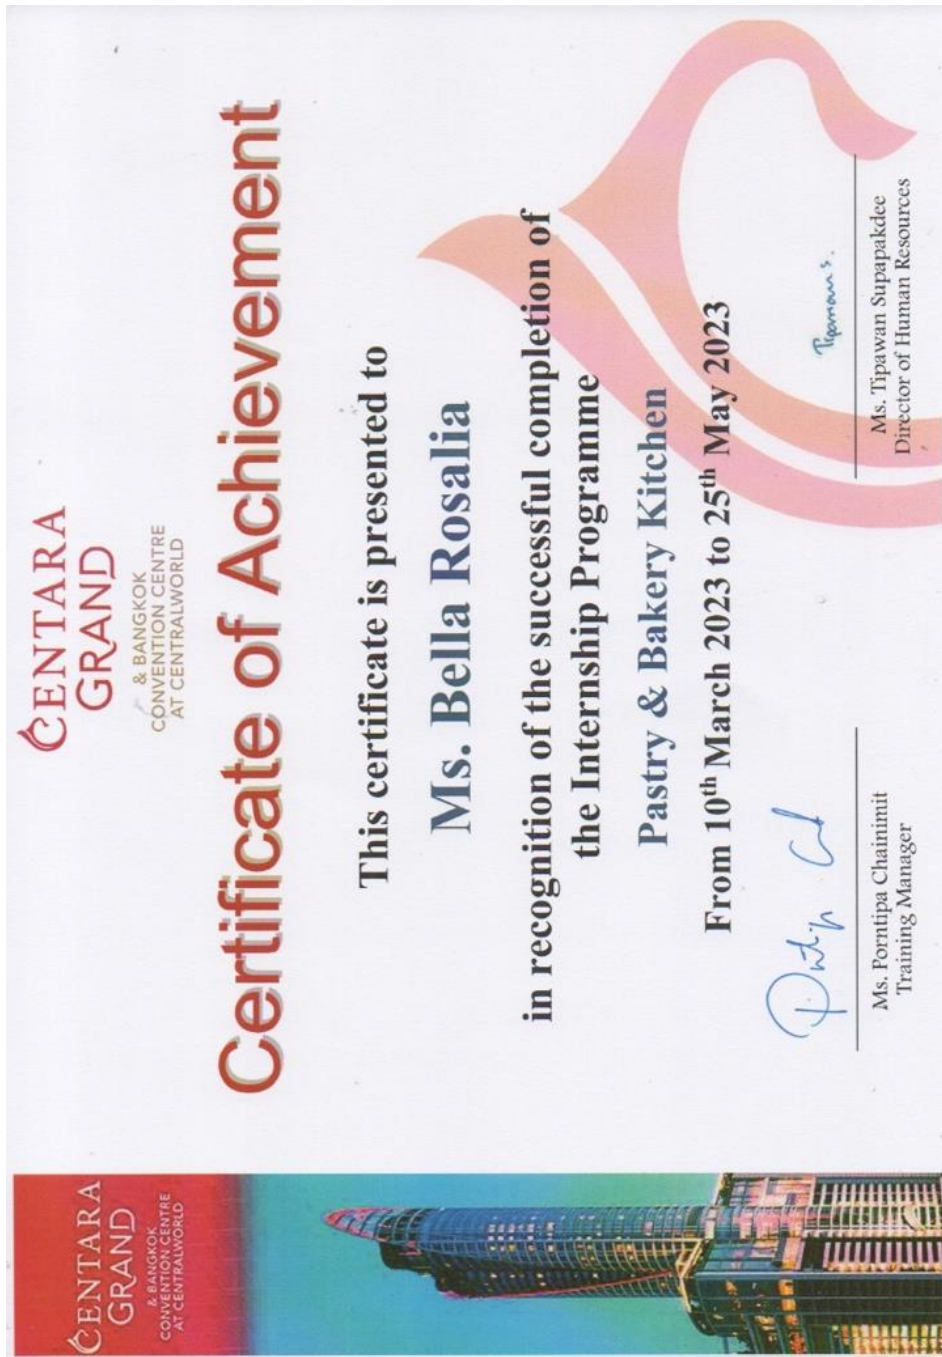 CENTARA
GRAND
& BANGKOK
CONVENTION CENTRE
AT CENTRALWORLD
CENTARA
GRAND
& BANGKOK
CONVENTION CENTRE
AT CENTRALWORLD
Certificate of Achievement
This certificate is presented to
Ms. Bella Rosalia
in recognition of the successful completion of
the Internship Programme
Pastry & Bakery Kitchen
From 10th March 2023 to 25th May 2023
Ms. Porntipa Chainimit
Training Manager
Tipawan S.
Ms. Tipawan Supapakdee
Director of Human Resources